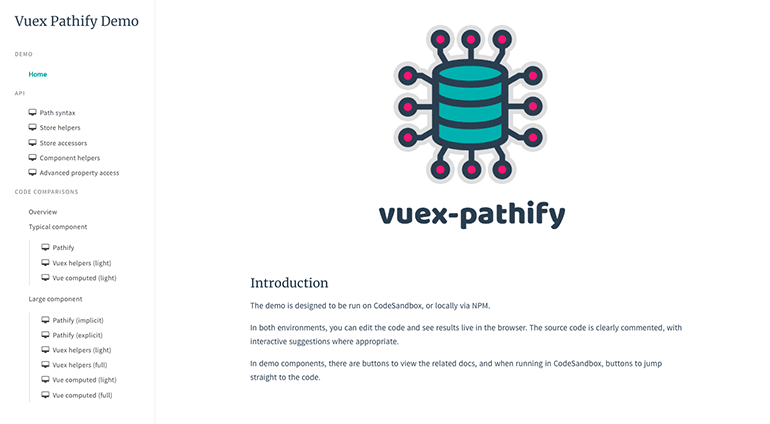 Vuex Pathify Demo
DEMO
Home
API
Path syntax
Store helpers
Store accessors
Component helpers
Advanced property access
CODE COMPARISONS
Overview
Typical component
Pathify
Vuex helpers (light)
Vue computed (light)
Large component
Pathify (implicit)
Pathify (explicit)
Vuex helpers (light)
Vuex helpers (full)
Vue computed (light)
Vue computed (full)
vuex-pathify
Introduction
The demo is designed to be run on CodeSandbox, or locally via NPM.
In both environments, you can edit the code and see results live in the browser. The source code is clearly commented, with
interactive suggestions where appropriate.
In demo components, there are buttons to view the related docs, and when running in CodeSandbox, buttons to jump
straight to the code.